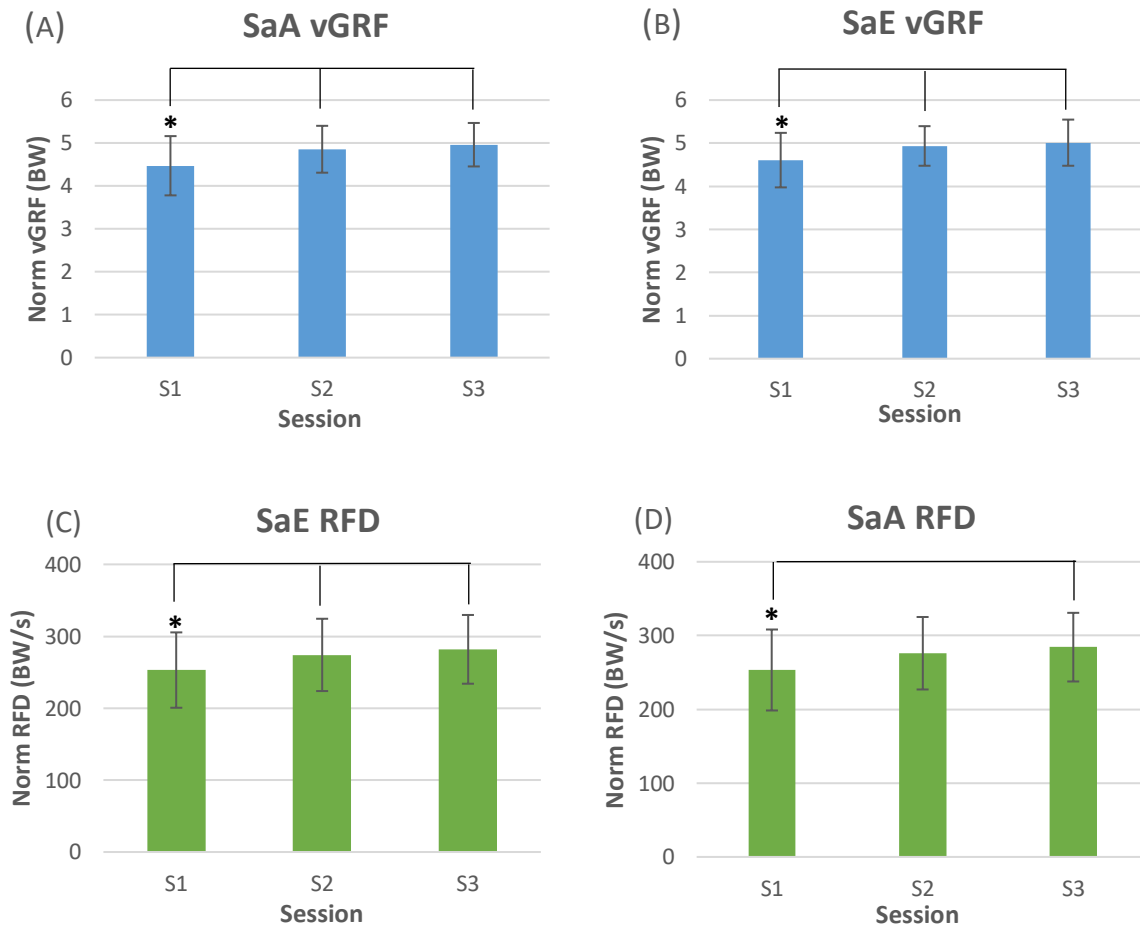 (A)
SaA vGRF
6
5
4
3
2
1
0
Norm vGRF (BW)
*
S1 S2 S3
Session
(B)
SaE vGRF
6
5
4
3
2
1
0
Norm vGRF (BW)
*
S1 S2 S3
Session
(C)
SaE RFD
400
300
200
100
0
Norm RFD (BW/s)
*
S1 S2 S3
Session
(D)
SaA RFD
400
300
200
100
0
Norm RFD (BW/s)
*
S1 S2 S3
Session